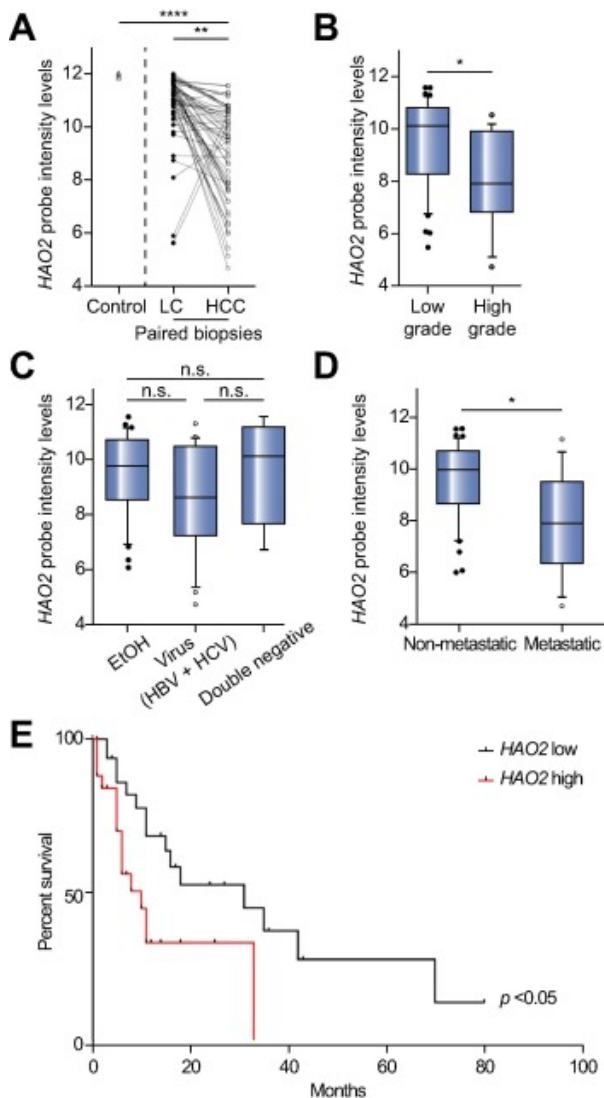 A
****
**
HAO2 probe intensity levels
12
10
8
6
4
Control
LC
HCC
Paired biopsies
B
*
HAO2 probe intensity levels
12
10
8
6
4
Low
grade
High
grade
C
n.s.
n.s.
n.s.
HAO2 probe intensity levels
12
10
8
6
4
EtOH
Virus
(HBV + HCV)
Double negative
D
*
HAO2 probe intensity levels
12
10
8
6
4
Non-metastatic
Metastatic
E
Percent survival
100
50
0
HAO2 low
HAO2 high
p <0.05
0
20
40
60
80
100
Months